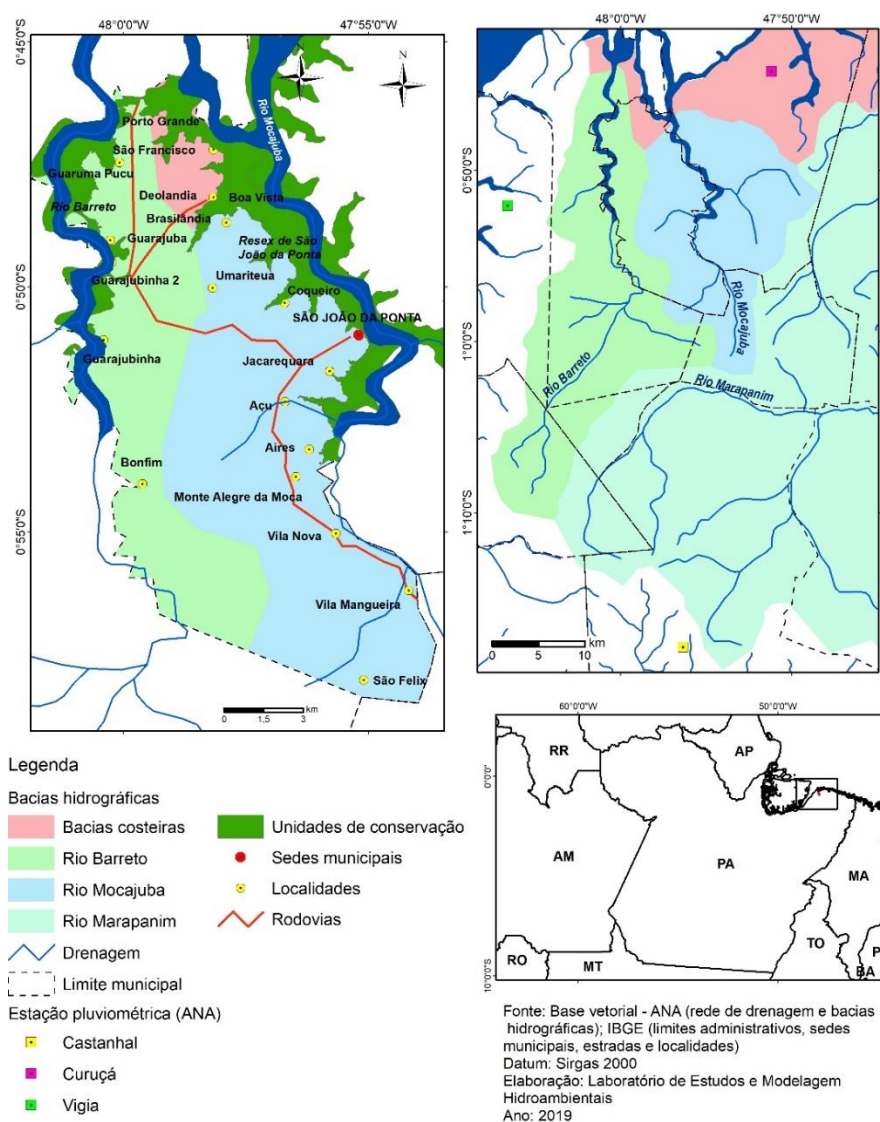 48°0'0"W
47°55'0"W
0°45'0"S
0°50'0"S
0°55'0"S
N
N
Rio Mocajuba
Porto Grande
São Francisco
Guaruma Pucu
Deolandia
Boa Vista
Rio Barreto
Brasilândia
Guarajuba
Resex de São
João da Ponta
Guarajubinha 2
Umariteua
Coqueiro
SÃO JOÃO DA PONTA
Guarajubinha
Jacarequara
Açu
Aires
Bonfim
Monte Alegre da Moca
Vila Nova
Vila Mangueira
São Felix
0 1,5 3 km
48°0'0"W
47°50'0"W
0°50'0"S
1°0'0"S
1°10'0"S
Rio Mocajuba
Rio Barreto
Rio Marapanim
0 5 10 km
60°0'0"W
50°0'0"W
0°0'0"
10°0'0"S
RR
AP
AM
PA
MA
RO
MT
TO
BA
P
Legenda
Bacias hidrográficas
Bacias costeiras
Rio Barreto
Rio Mocajuba
Rio Marapanim
Drenagem
Limite municipal
Unidades de conservação
Sedes municipais
Localidades
Rodovias
Estação pluviométrica (ANA)
Castanhal
Curuçá
Vigia
Fonte: Base vetorial - ANA (rede de drenagem e bacias
hidrográficas); IBGE (limites administrativos, sedes
municipais, estradas e localidades)
Datum: Sirgas 2000
Elaboração: Laboratório de Estudos e Modelagem
Hidroambientais
Ano: 2019